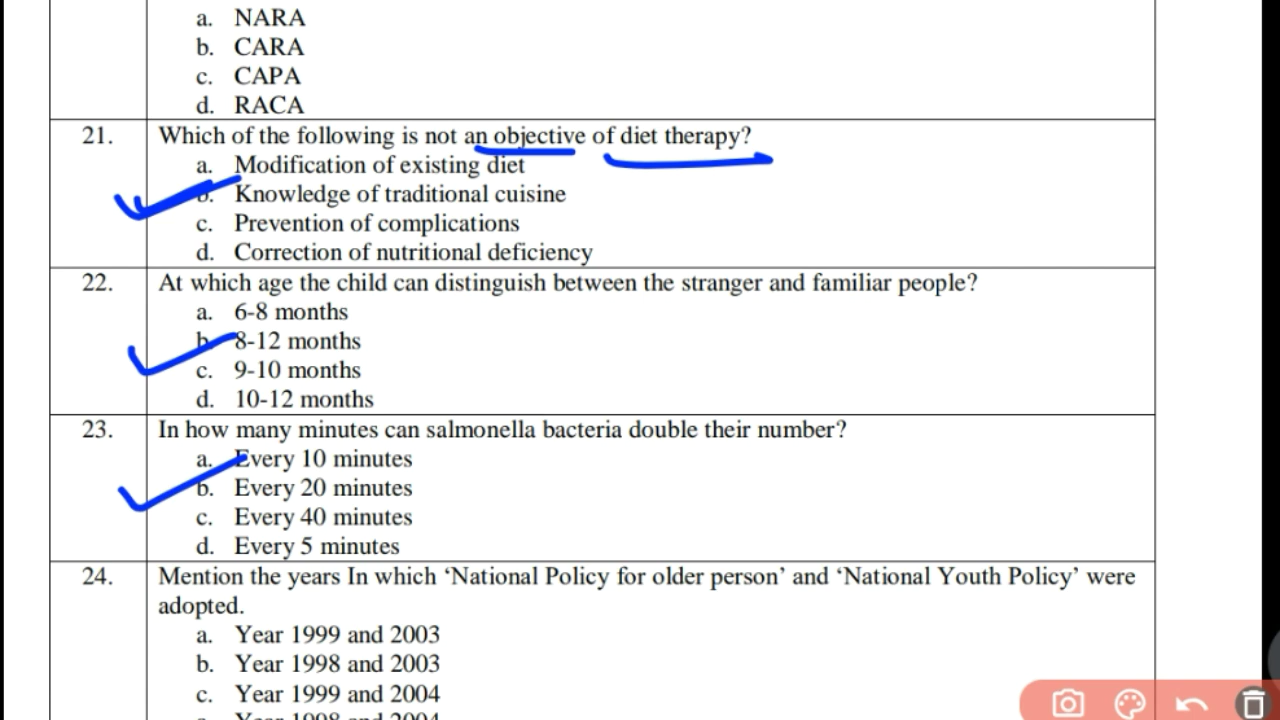 a. NARA
b. CARA
c. CAPA
d. RACA
21. Which of the following is not an objective of diet therapy?
a. Modification of existing diet
b. Knowledge of traditional cuisine
c. Prevention of complications
d. Correction of nutritional deficiency
22. At which age the child can distinguish between the stranger and familiar people?
a. 6-8 months
b. 8-12 months
c. 9-10 months
d. 10-12 months
23. In how many minutes can salmonella bacteria double their number?
a. Every 10 minutes
b. Every 20 minutes
c. Every 40 minutes
d. Every 5 minutes
24. Mention the years In which ‘National Policy for older person’ and ‘National Youth Policy’ were
adopted.
a. Year 1999 and 2003
b. Year 1998 and 2003
c. Year 1999 and 2004
Year 1998 and 2004